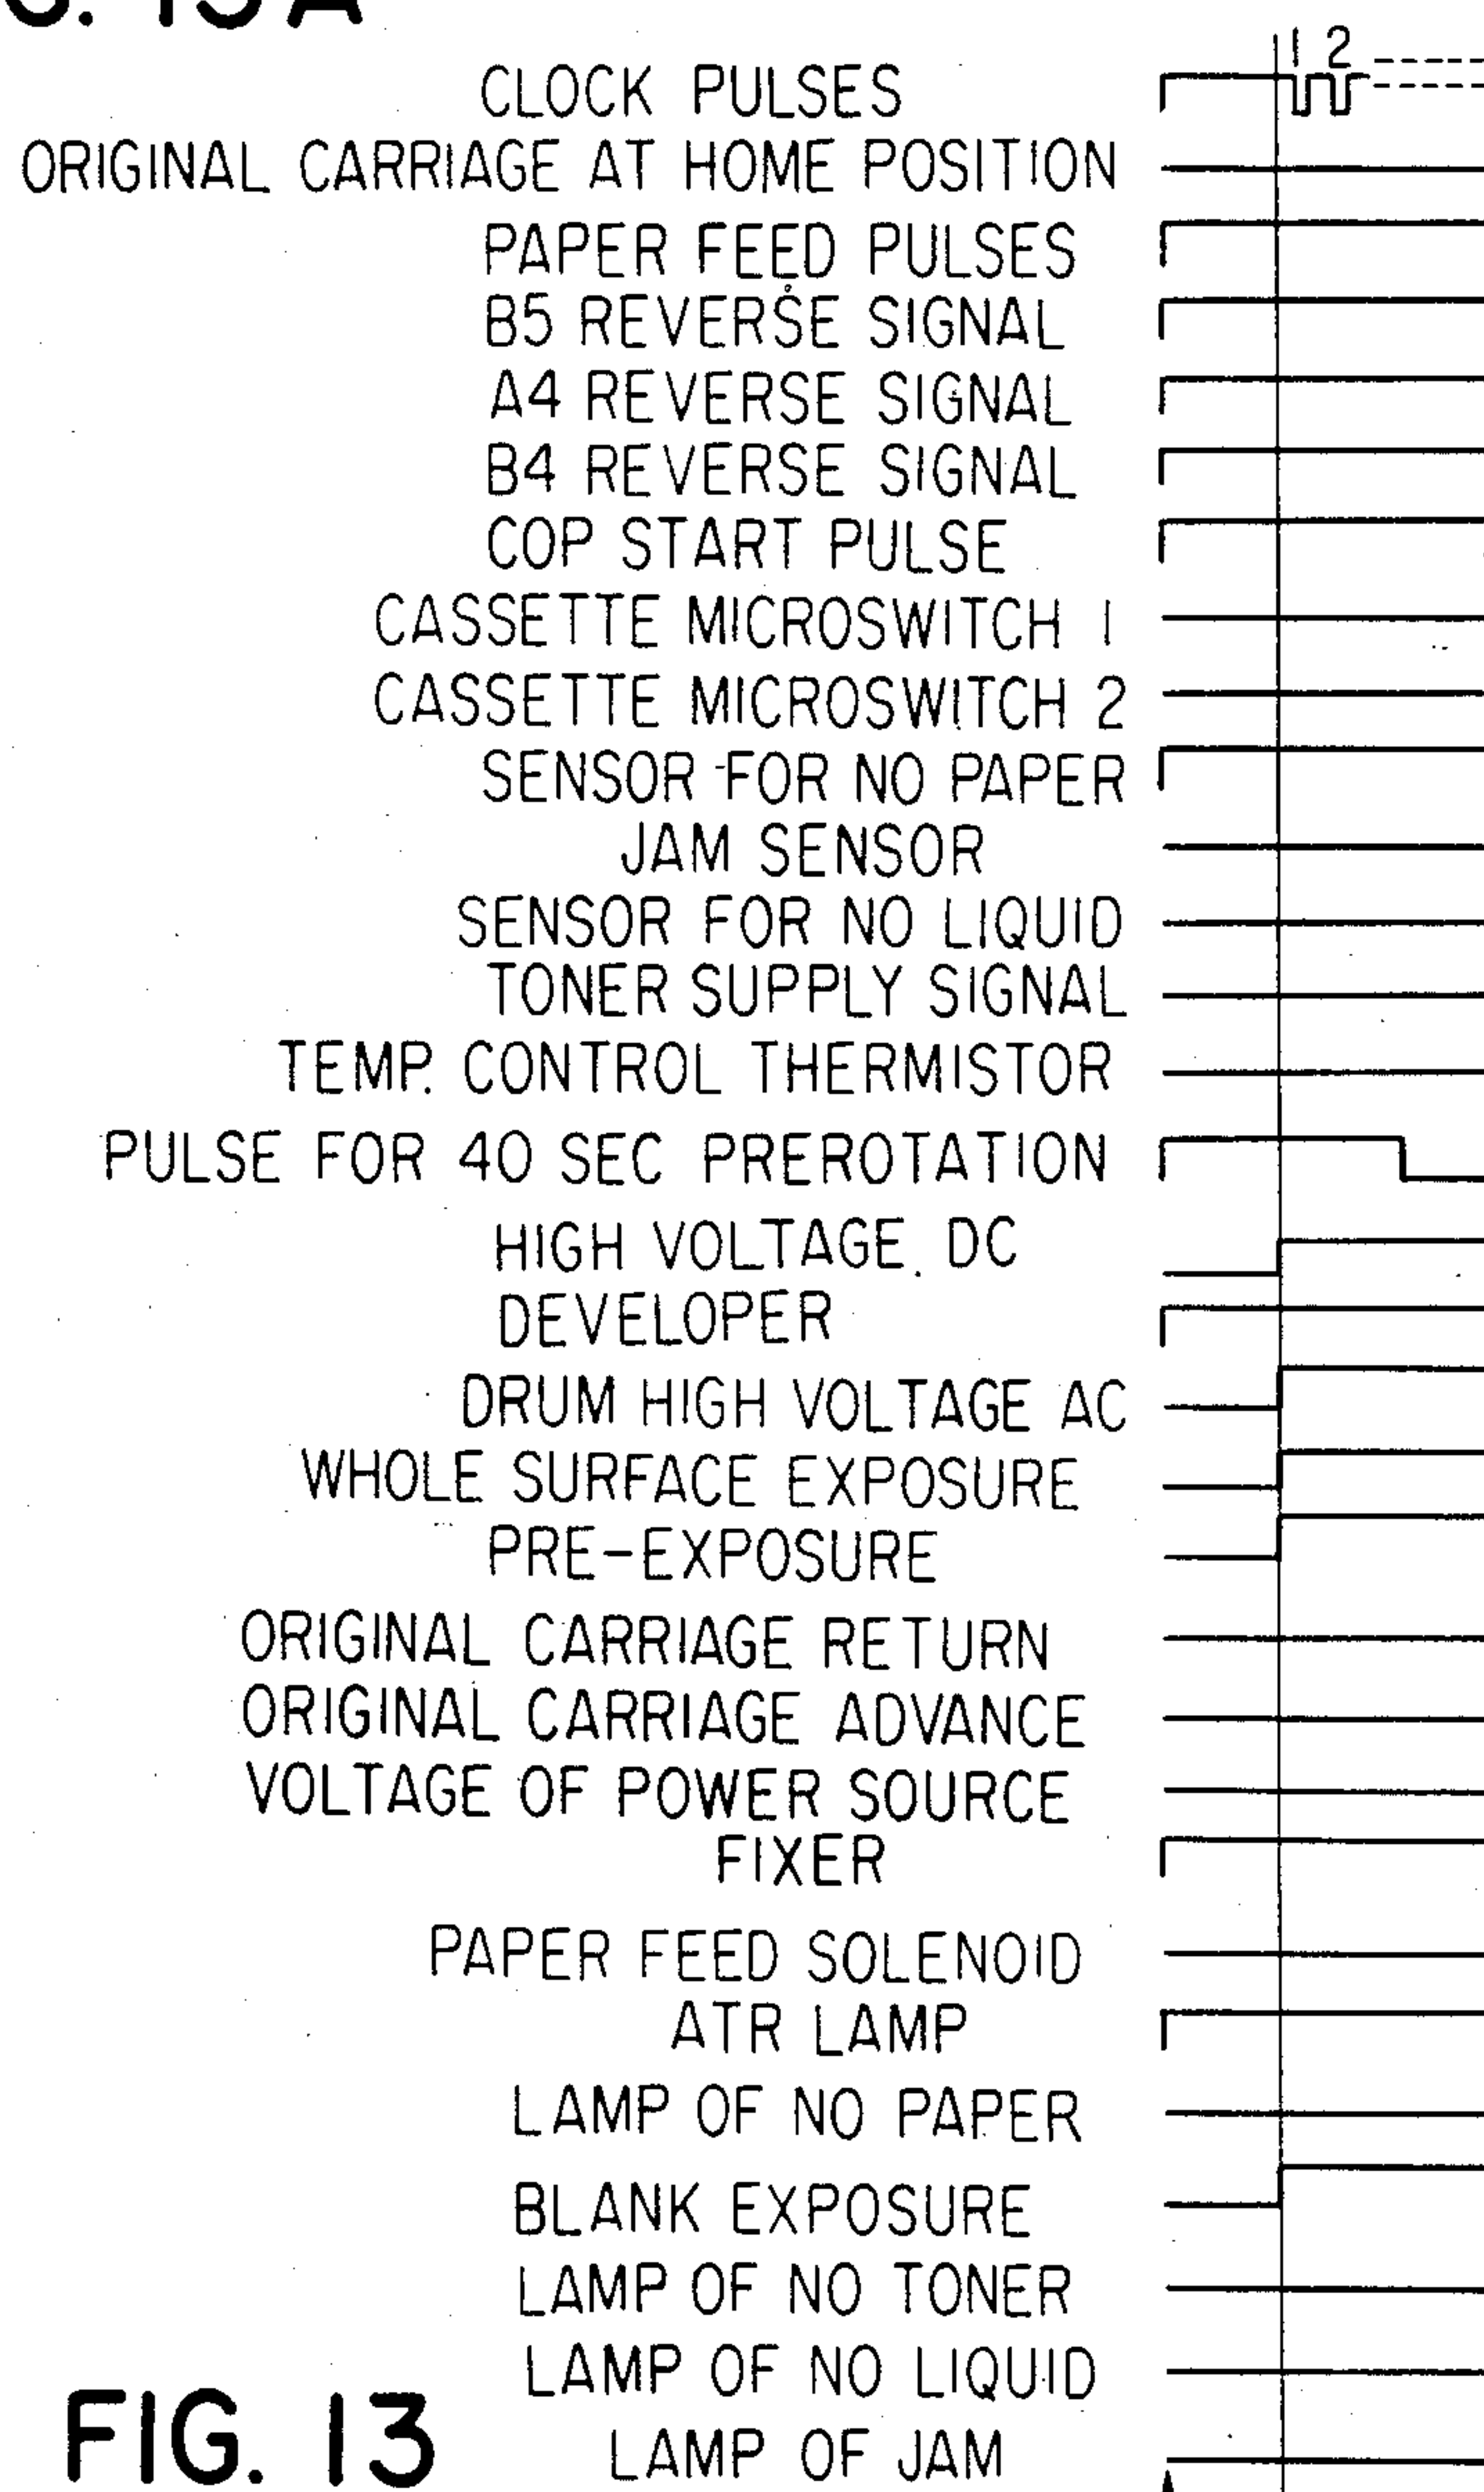 G. 13A
1 2
CLOCK PULSES
ORIGINAL CARRIAGE AT HOME POSITION
PAPER FEED PULSES
B5 REVERSE SIGNAL
A4 REVERSE SIGNAL
B4 REVERSE SIGNAL
COP START PULSE
CASSETTE MICROSWITCH 1
CASSETTE MICROSWITCH 2
SENSOR FOR NO PAPER
JAM SENSOR
SENSOR FOR NO LIQUID
TONER SUPPLY SIGNAL
TEMP. CONTROL THERMISTOR
PULSE FOR 40 SEC PREROTATION
HIGH VOLTAGE DC
DEVELOPER
DRUM HIGH VOLTAGE AC
WHOLE SURFACE EXPOSURE
PRE-EXPOSURE
ORIGINAL CARRIAGE RETURN
ORIGINAL CARRIAGE ADVANCE
VOLTAGE OF POWER SOURCE
FIXER
PAPER FEED SOLENOID
ATR LAMP
LAMP OF NO PAPER
BLANK EXPOSURE
LAMP OF NO TONER
LAMP OF NO LIQUID
LAMP OF JAM
FIG. 13